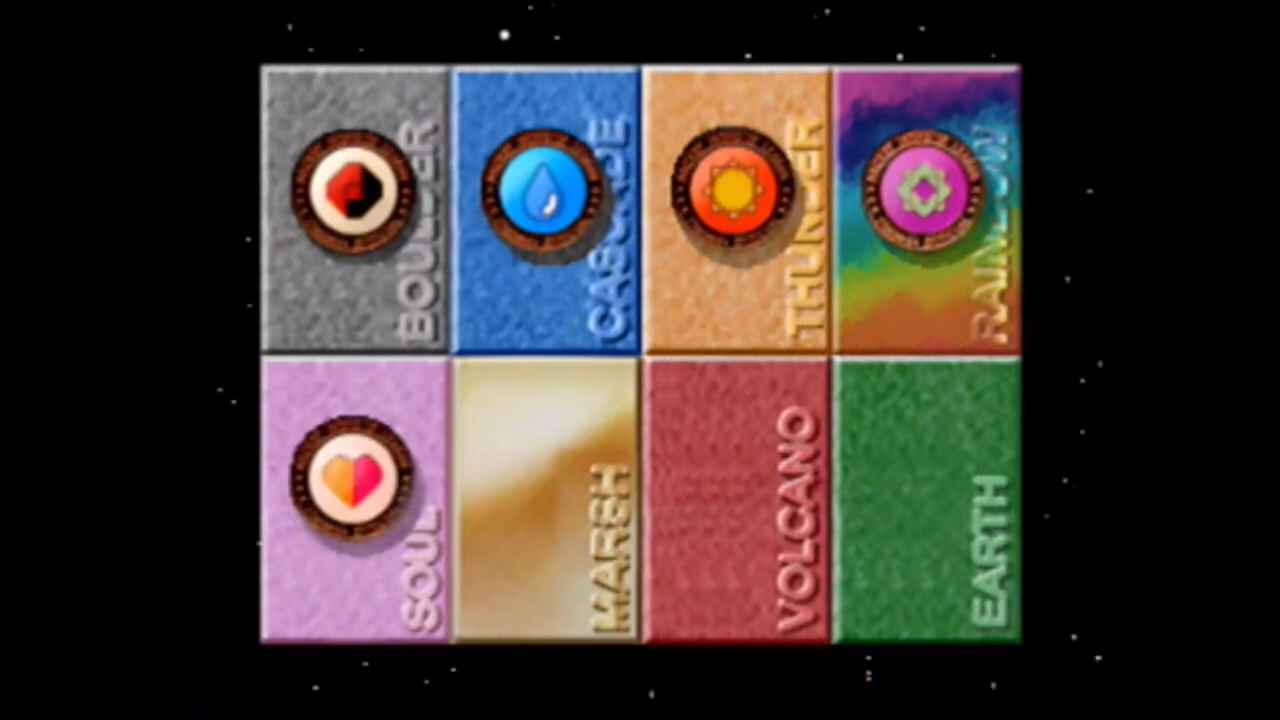 BOULDER
CASCADE
THUNDER
RAINBOW
SOUL
MARSH
VOLCANO
EARTH